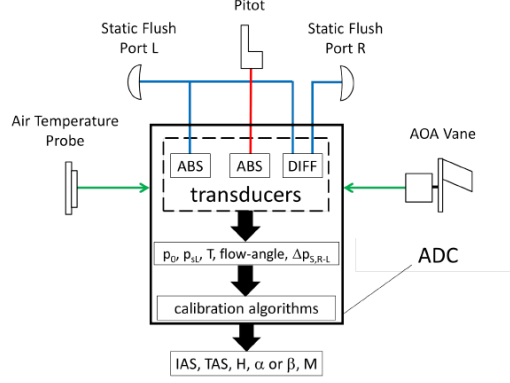 Pitot
Static Flush
Port L
Static Flush
Port R
Air Temperature
Probe
AOA Vane
ABS
ABS
DIFF
transducers
p0, psL, T, flow-angle, ΔpS,R-L
ADC
calibration algorithms
IAS, TAS, H, α or β, M